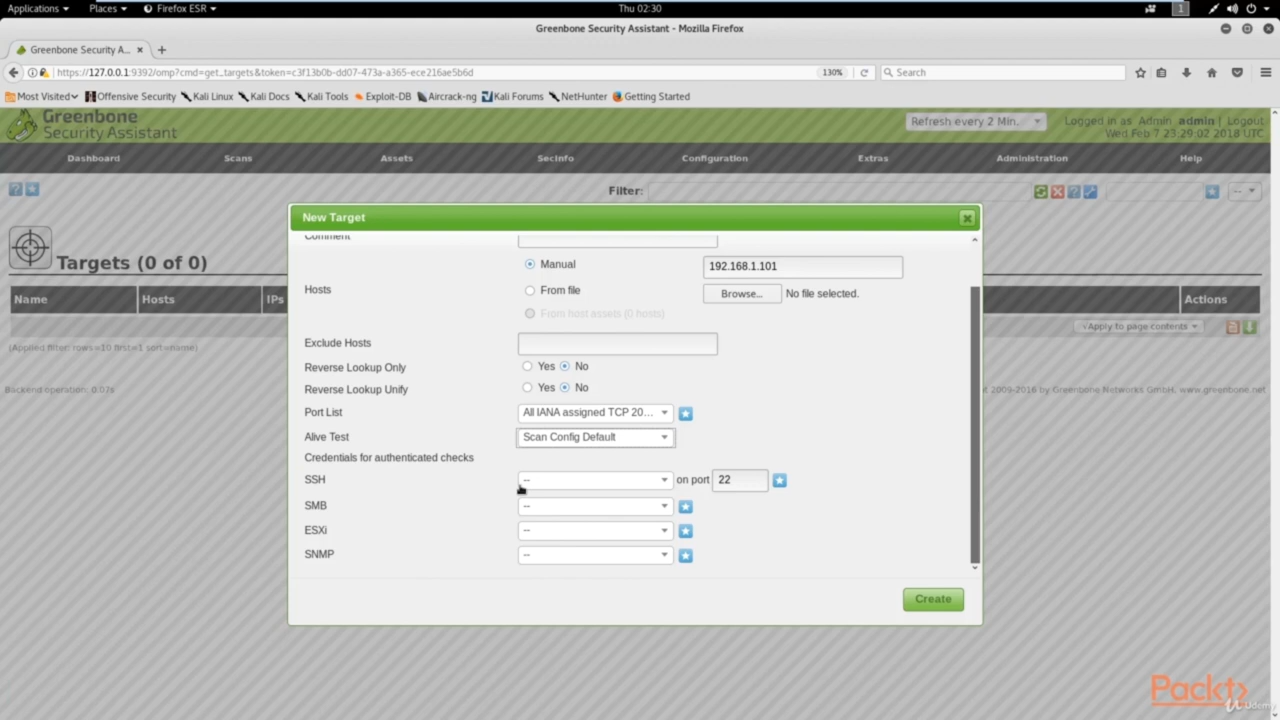 Applications Places Firefox ESR Thu 02:30 1
Greenbone Security Assistant - Mozilla Firefox
Greenbone Security A...
https://127.0.0.1:9392/omp?cmd=get_targets&token=c3f13b0b-dd07-473a-a365-ece216ae5b6d 130% Search
Most Visited Offensive Security Kali Linux Kali Docs Kali Tools Exploit-DB Aircrack-ng Kali Forums NetHunter Getting Started
Greenbone
Security Assistant
Refresh every 2 Min. Logged in as Admin admin | Logout
Wed Feb 7 23:29:02 2018 UTC
Dashboard Scans Assets SecInfo Configuration Extras Administration Help
Filter: --
New Target
Targets (0 of 0)
Name Hosts IPs Actions
Apply to page contents
(Applied filter: rows=10 first=1 sort=name)
Backend operation: 0.07s 2009-2016 by Greenbone Networks GmbH, www.greenbone.net
Comment
Hosts
Manual 192.168.1.101
From file Browse... No file selected.
From host assets (0 hosts)
Exclude Hosts
Reverse Lookup Only Yes No
Reverse Lookup Unify Yes No
Port List All IANA assigned TCP 20...
Alive Test Scan Config Default
Credentials for authenticated checks
SSH -- on port 22
SMB --
ESXi --
SNMP --
Create
Packt
Udemy